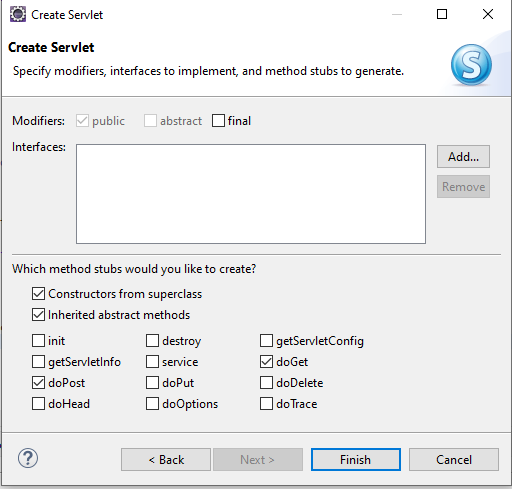 Create Servlet
Create Servlet
Specify modifiers, interfaces to implement, and method stubs to generate.
S
Modifiers: public abstract final
Interfaces:
Add...
Remove
Which method stubs would you like to create?
Constructors from superclass
Inherited abstract methods
init destroy getServletConfig
getServletInfo service doGet
doPost doPut doDelete
doHead doOptions doTrace
? < Back Next > Finish Cancel